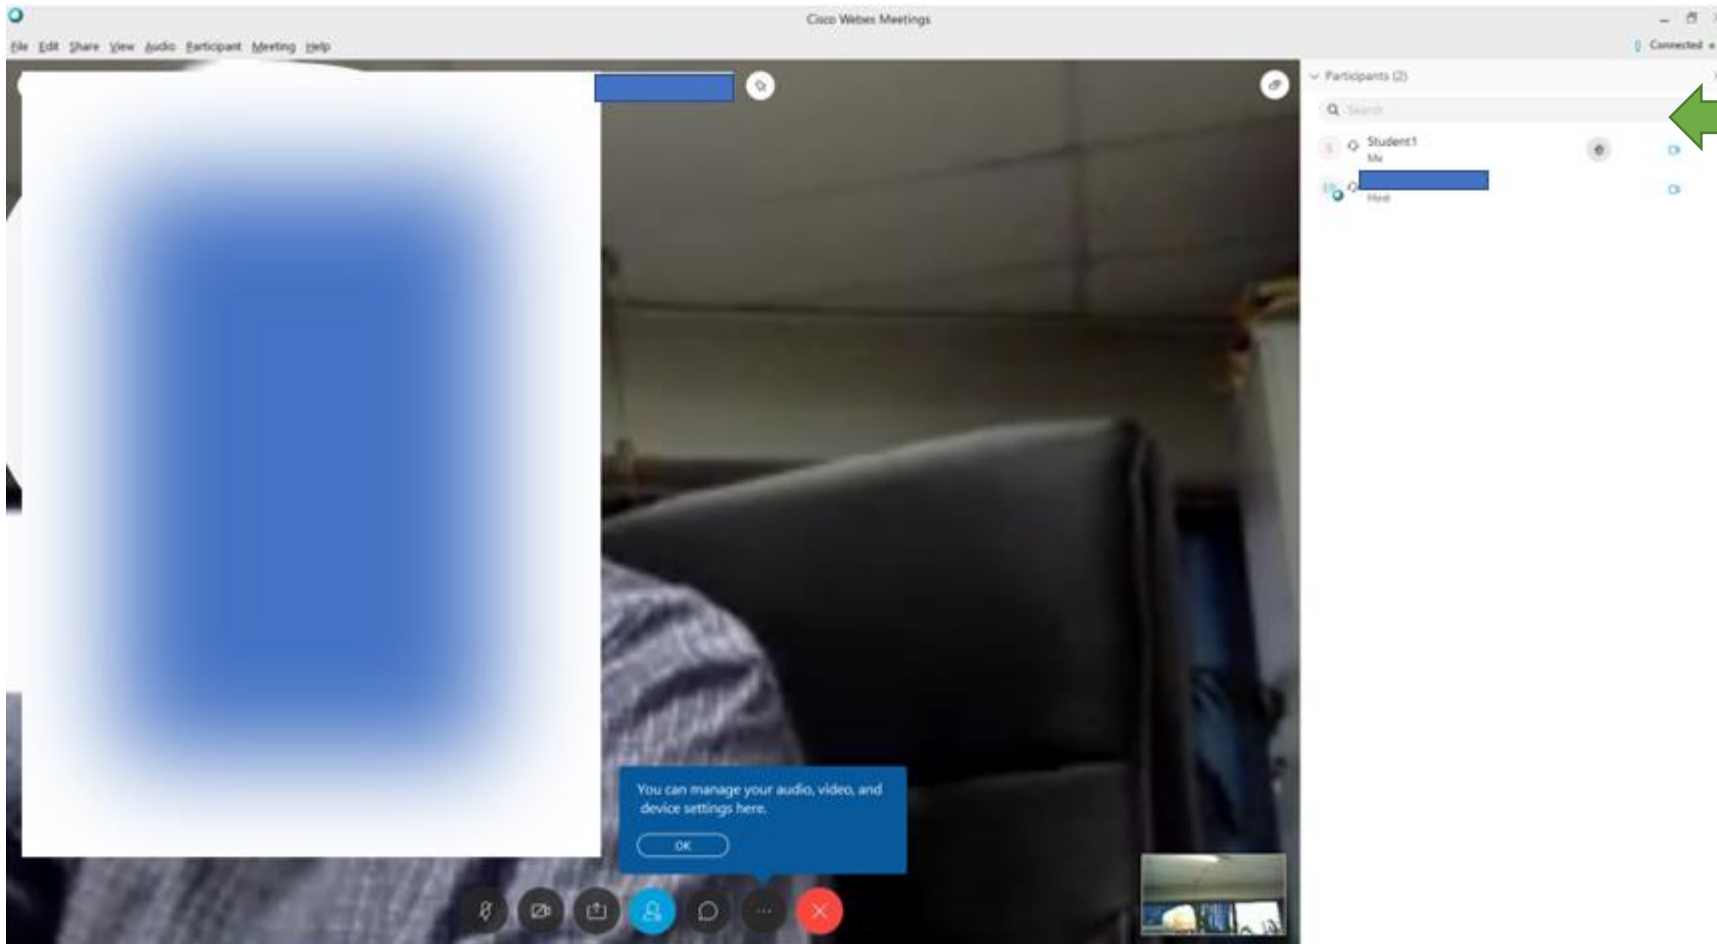 Cisco Webex Meetings
File Edit Share View Audio Participant Meeting Help
Connected
Participants (2)
Search
Student1
Me
Host
You can manage your audio, video, and
device settings here.
OK